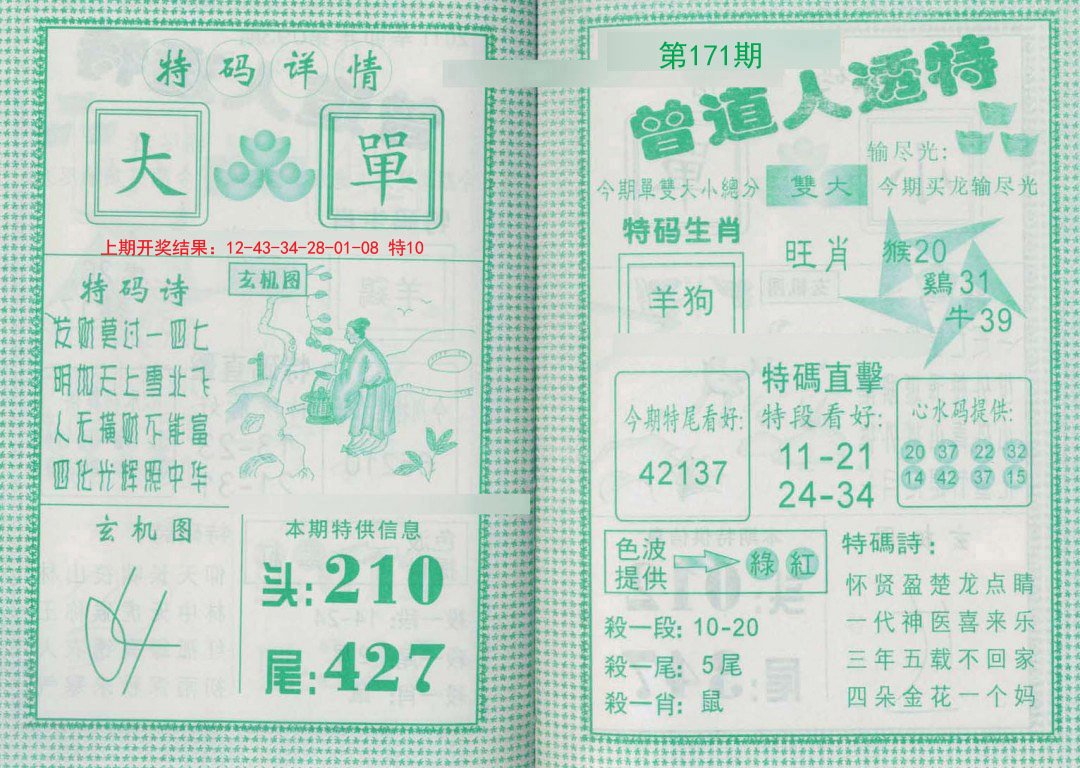 特码详情
大 單
上期开奖结果：12-43-34-28-01-08 特10
特码诗
发财莫过一四七
明如天上雪北飞
人无横财不能富
四化光辉照中华
玄机图
1
玄机图
本期特供信息
头:210
尾:427
第171期
曾道人透特
输尽光:
今期單雙大小總分 雙大 今期买龙输尽光
特码生肖
羊狗
旺肖
猴20
鷄31
牛39
今期特尾看好:
42137
特碼直擊
特段看好:
11-21
24-34
心水码提供:
20 37 22 32
14 42 37 15
色波
提供
綠 紅
殺一段: 10-20
殺一尾: 5尾
殺一肖: 鼠
特碼詩:
怀贤盈楚龙点睛
一代神医喜来乐
三年五载不回家
四朵金花一个妈